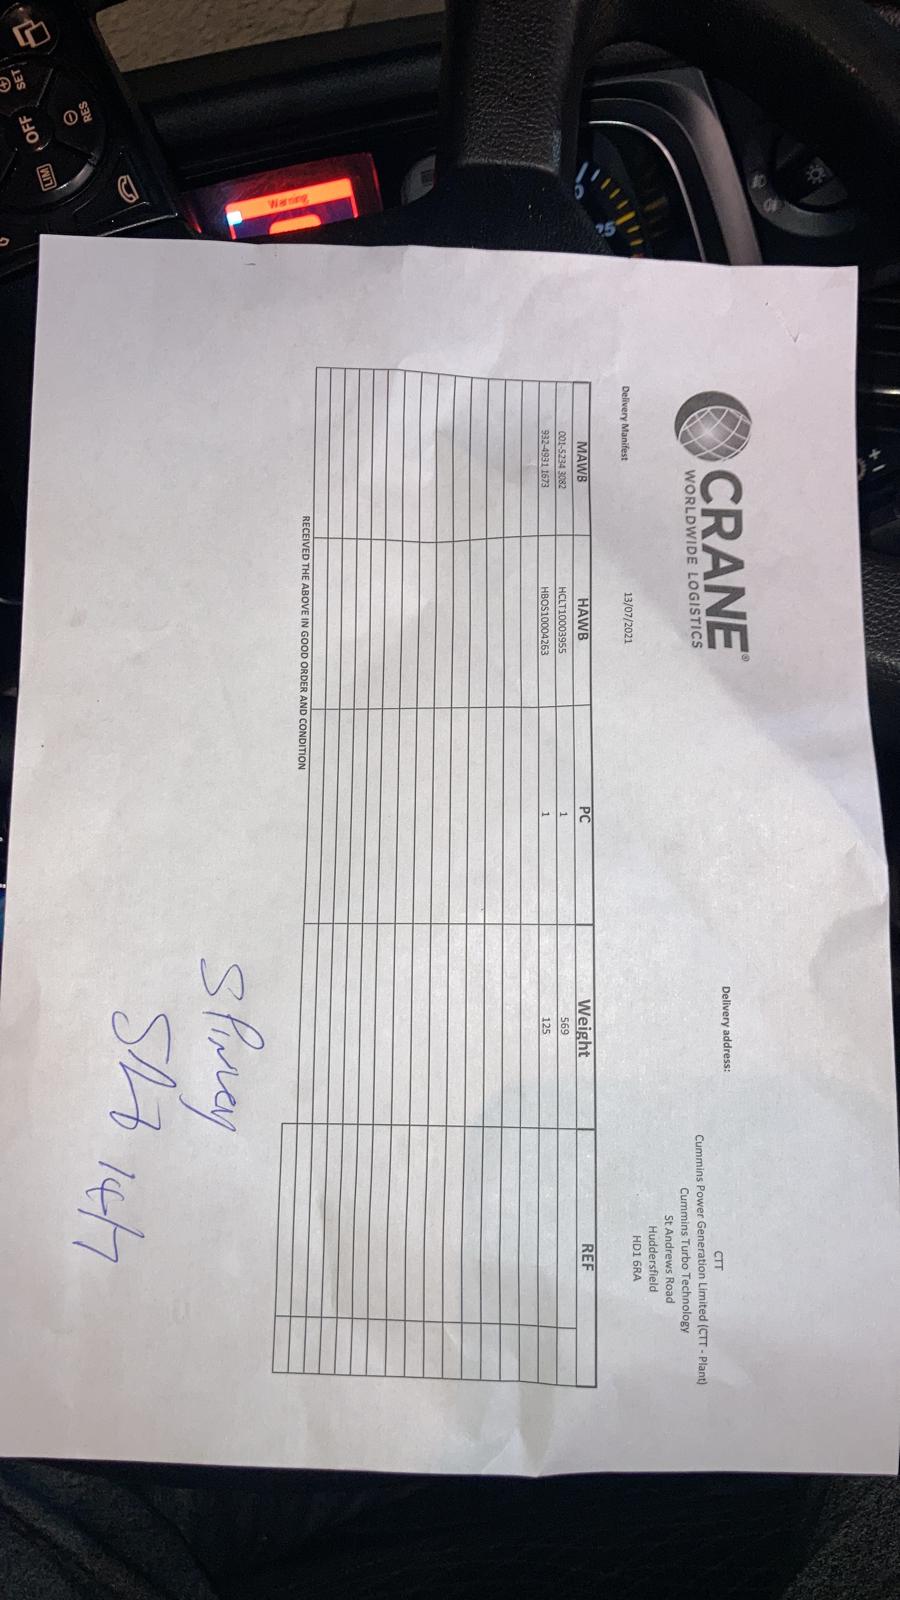 CRANE®
WORLDWIDE LOGISTICS
Delivery address:
CTT
Cummins Power Generation Limited (CTT - Plant)
Cummins Turbo Technology
St Andrews Road
Huddersfield
HD1 6RA
Delivery Manifest 13/07/2021
MAWB HAWB PC Weight REF
001-5234 3082 HCLT10003955 1 569
932-4931 1673 HBOS10004263 1 125
RECEIVED THE ABOVE IN GOOD ORDER AND CONDITION
S
14/7
SET
RES
OFF
LIM
Warning
75